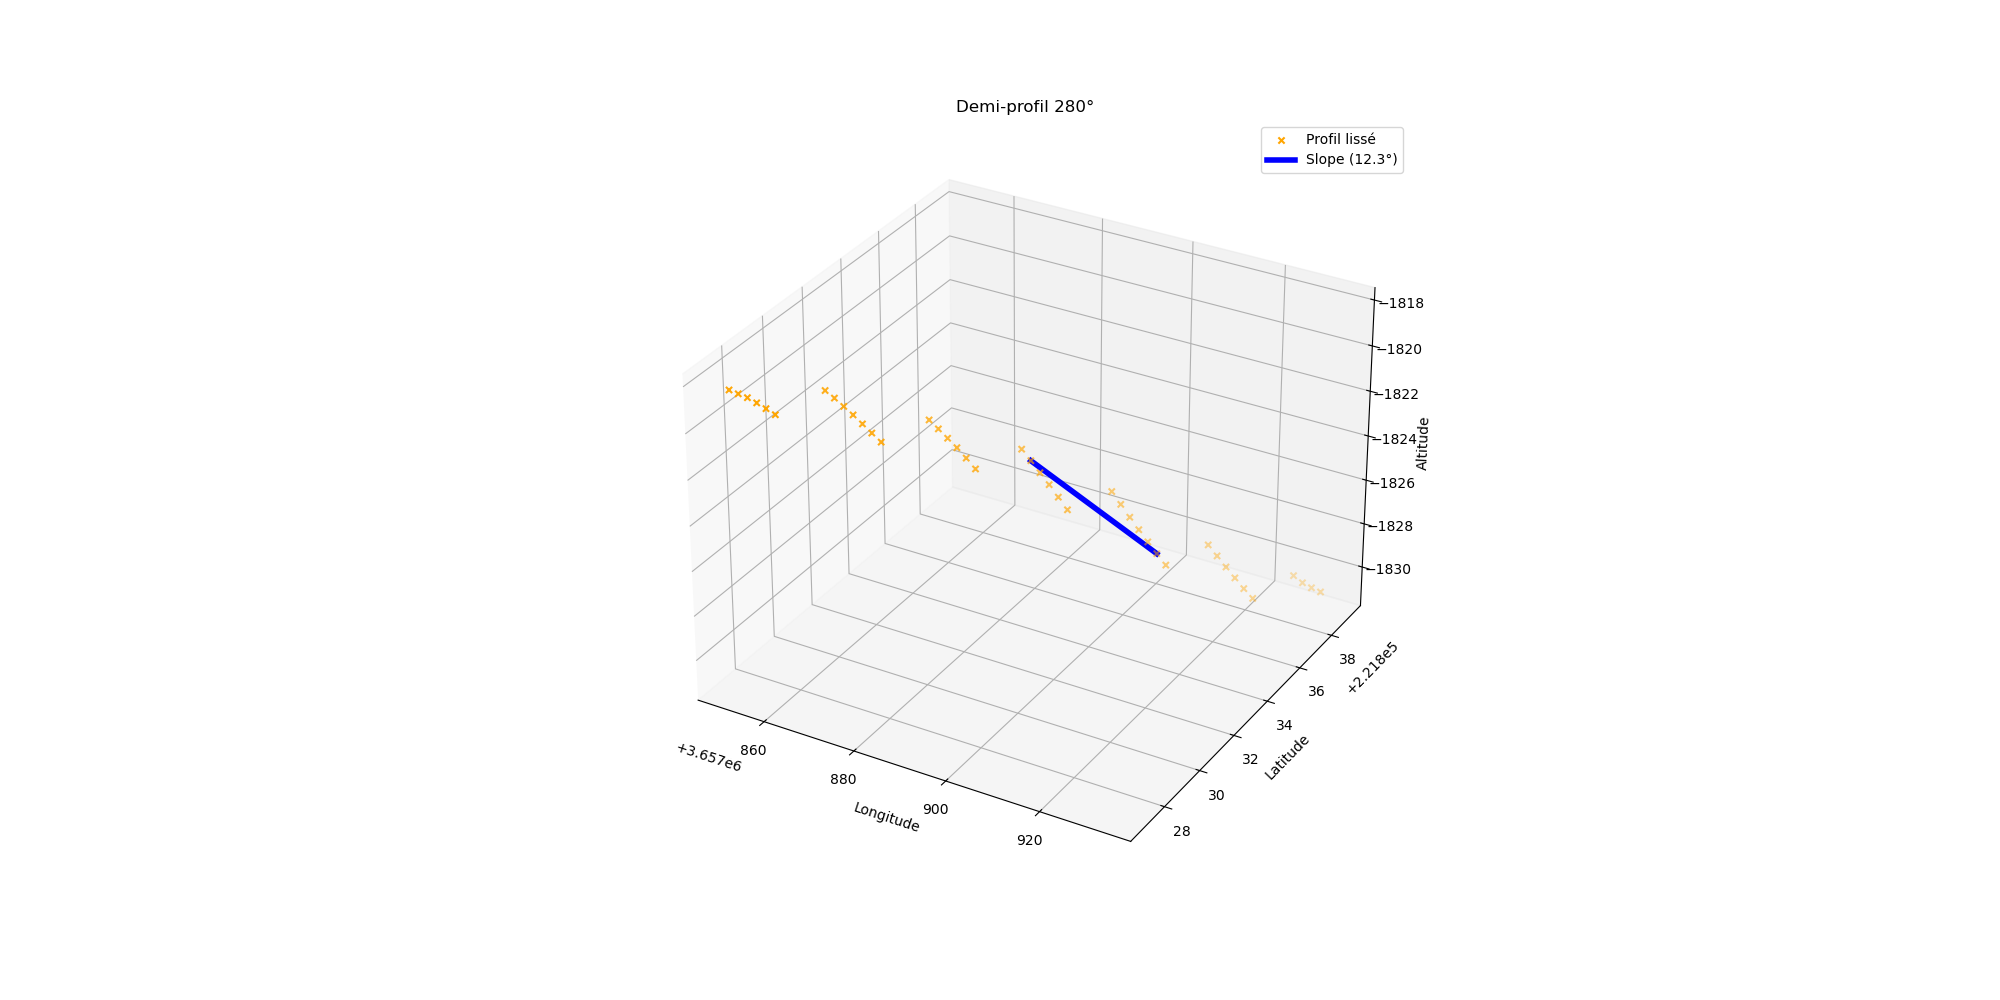 Demi-profil 280°
Profil lissé
Slope (12.3°)
−1818
−1820
−1822
−1824
−1826
−1828
−1830
Altitude
38
36
34
32
30
28
+2.218e5
Latitude
860
880
900
920
+3.657e6
Longitude